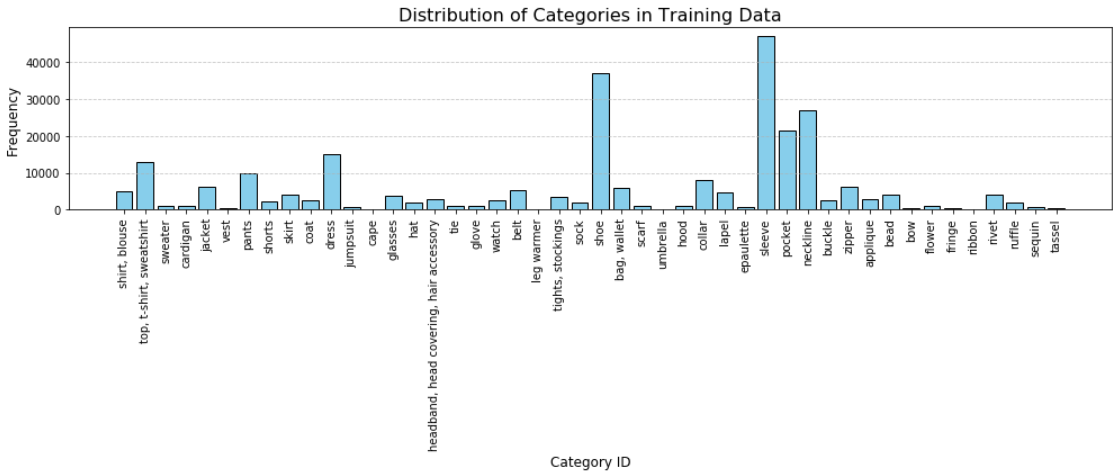 Distribution of Categories in Training Data
Frequency
40000
30000
20000
10000
0
shirt, blouse
top, t-shirt, sweatshirt
sweater
cardigan
jacket
vest
pants
shorts
skirt
coat
dress
jumpsuit
cape
glasses
hat
headband, head covering, hair accessory
tie
glove
watch
belt
leg warmer
tights, stockings
sock
shoe
bag, wallet
scarf
umbrella
hood
collar
lapel
epaulette
sleeve
pocket
neckline
buckle
zipper
applique
bead
bow
flower
fringe
ribbon
rivet
ruffle
sequin
tassel
Category ID